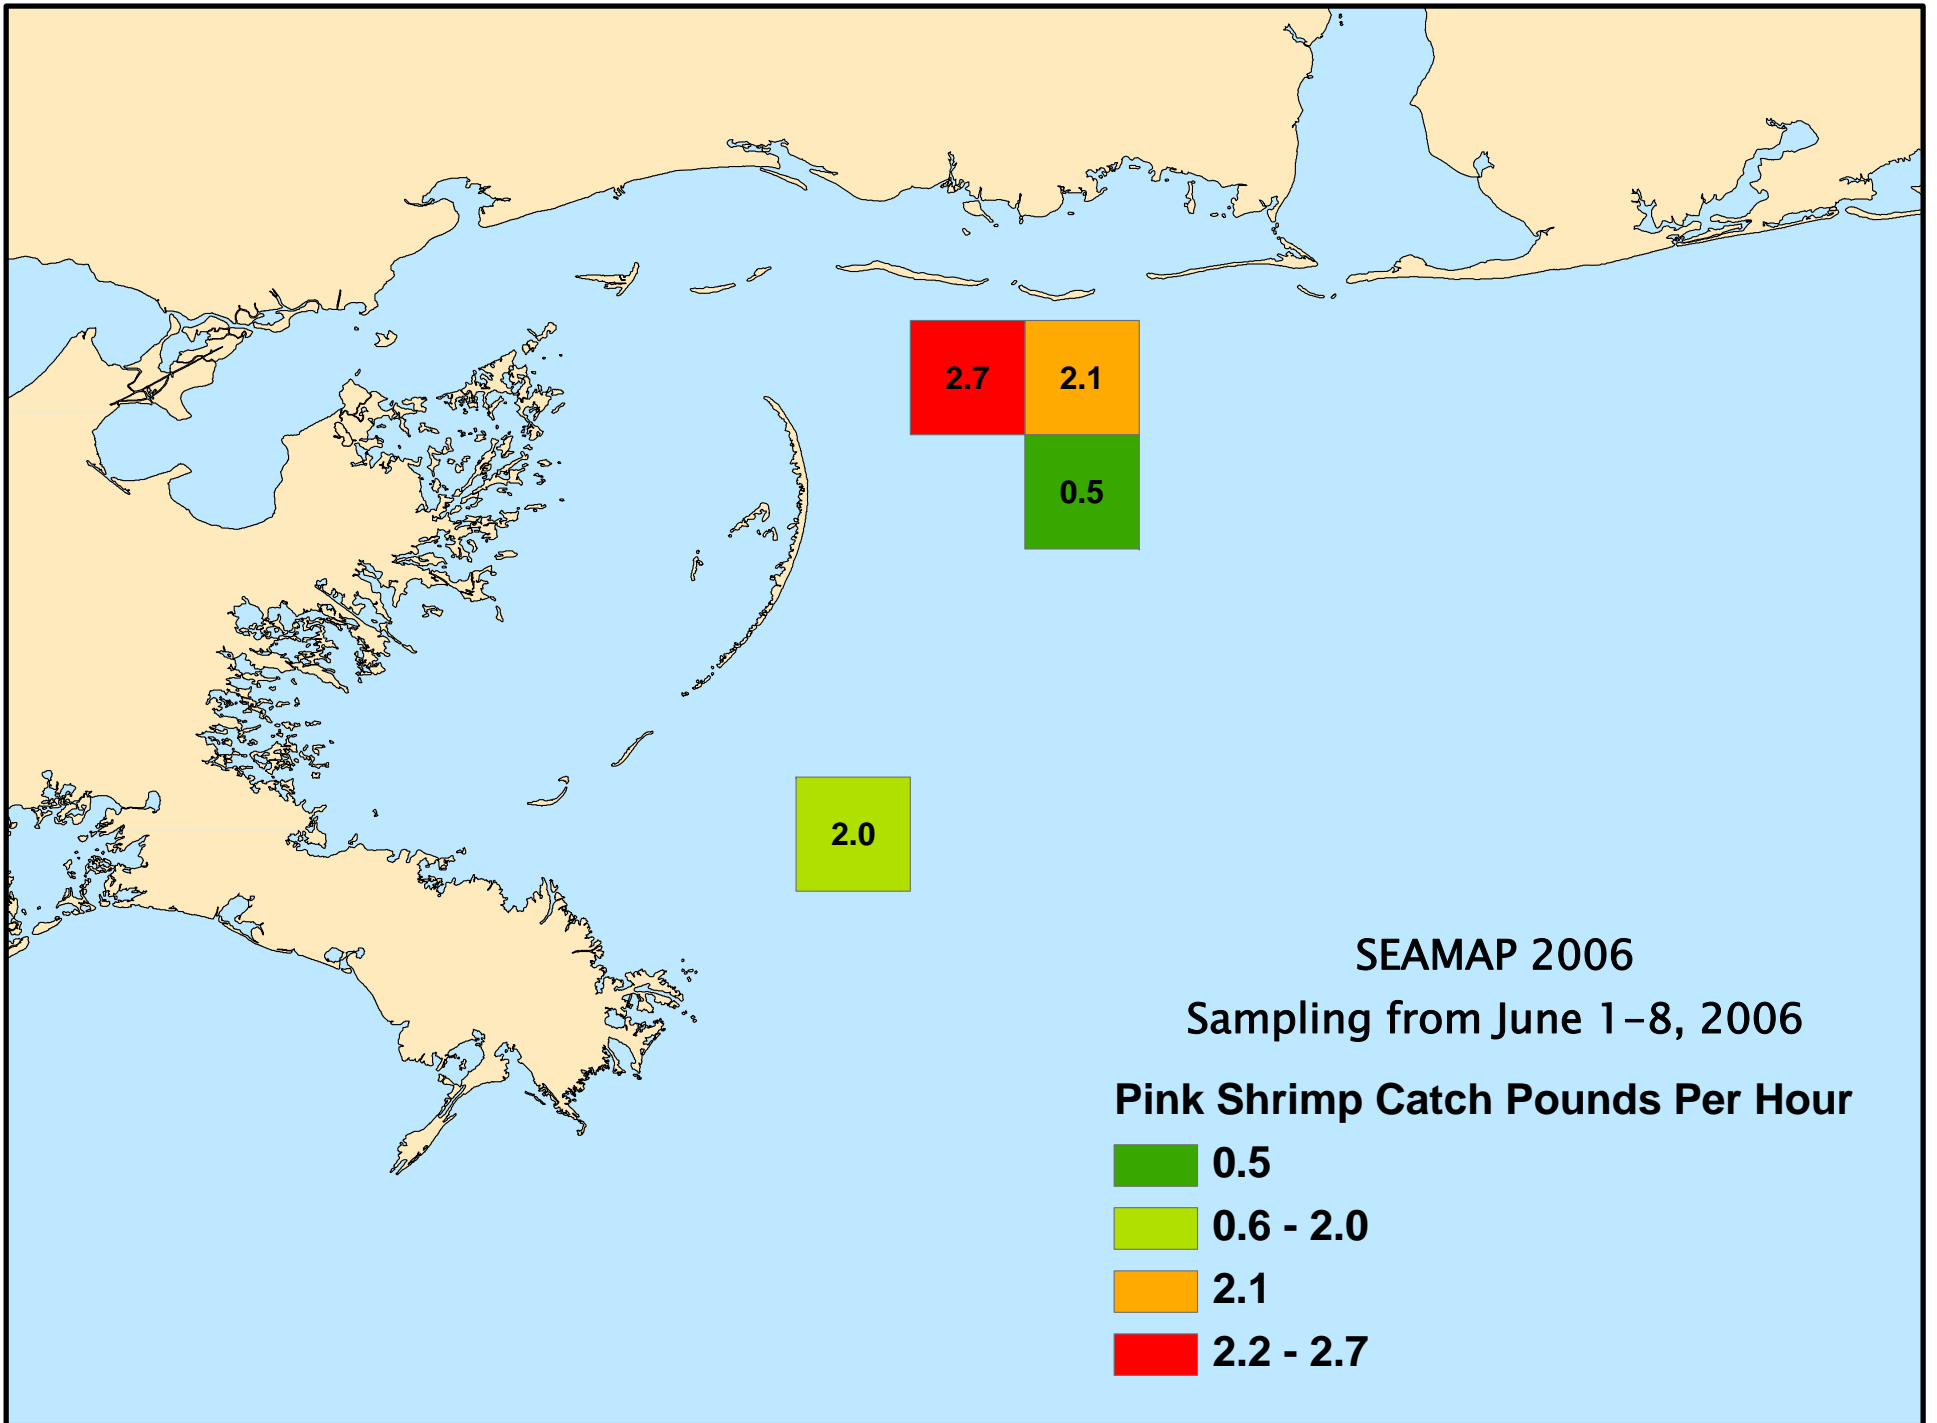 2.7 2.1
0.5
2.0
SEAMAP 2006
Sampling from June 1-8, 2006
Pink Shrimp Catch Pounds Per Hour
0.5
0.6 - 2.0
2.1
2.2 - 2.7